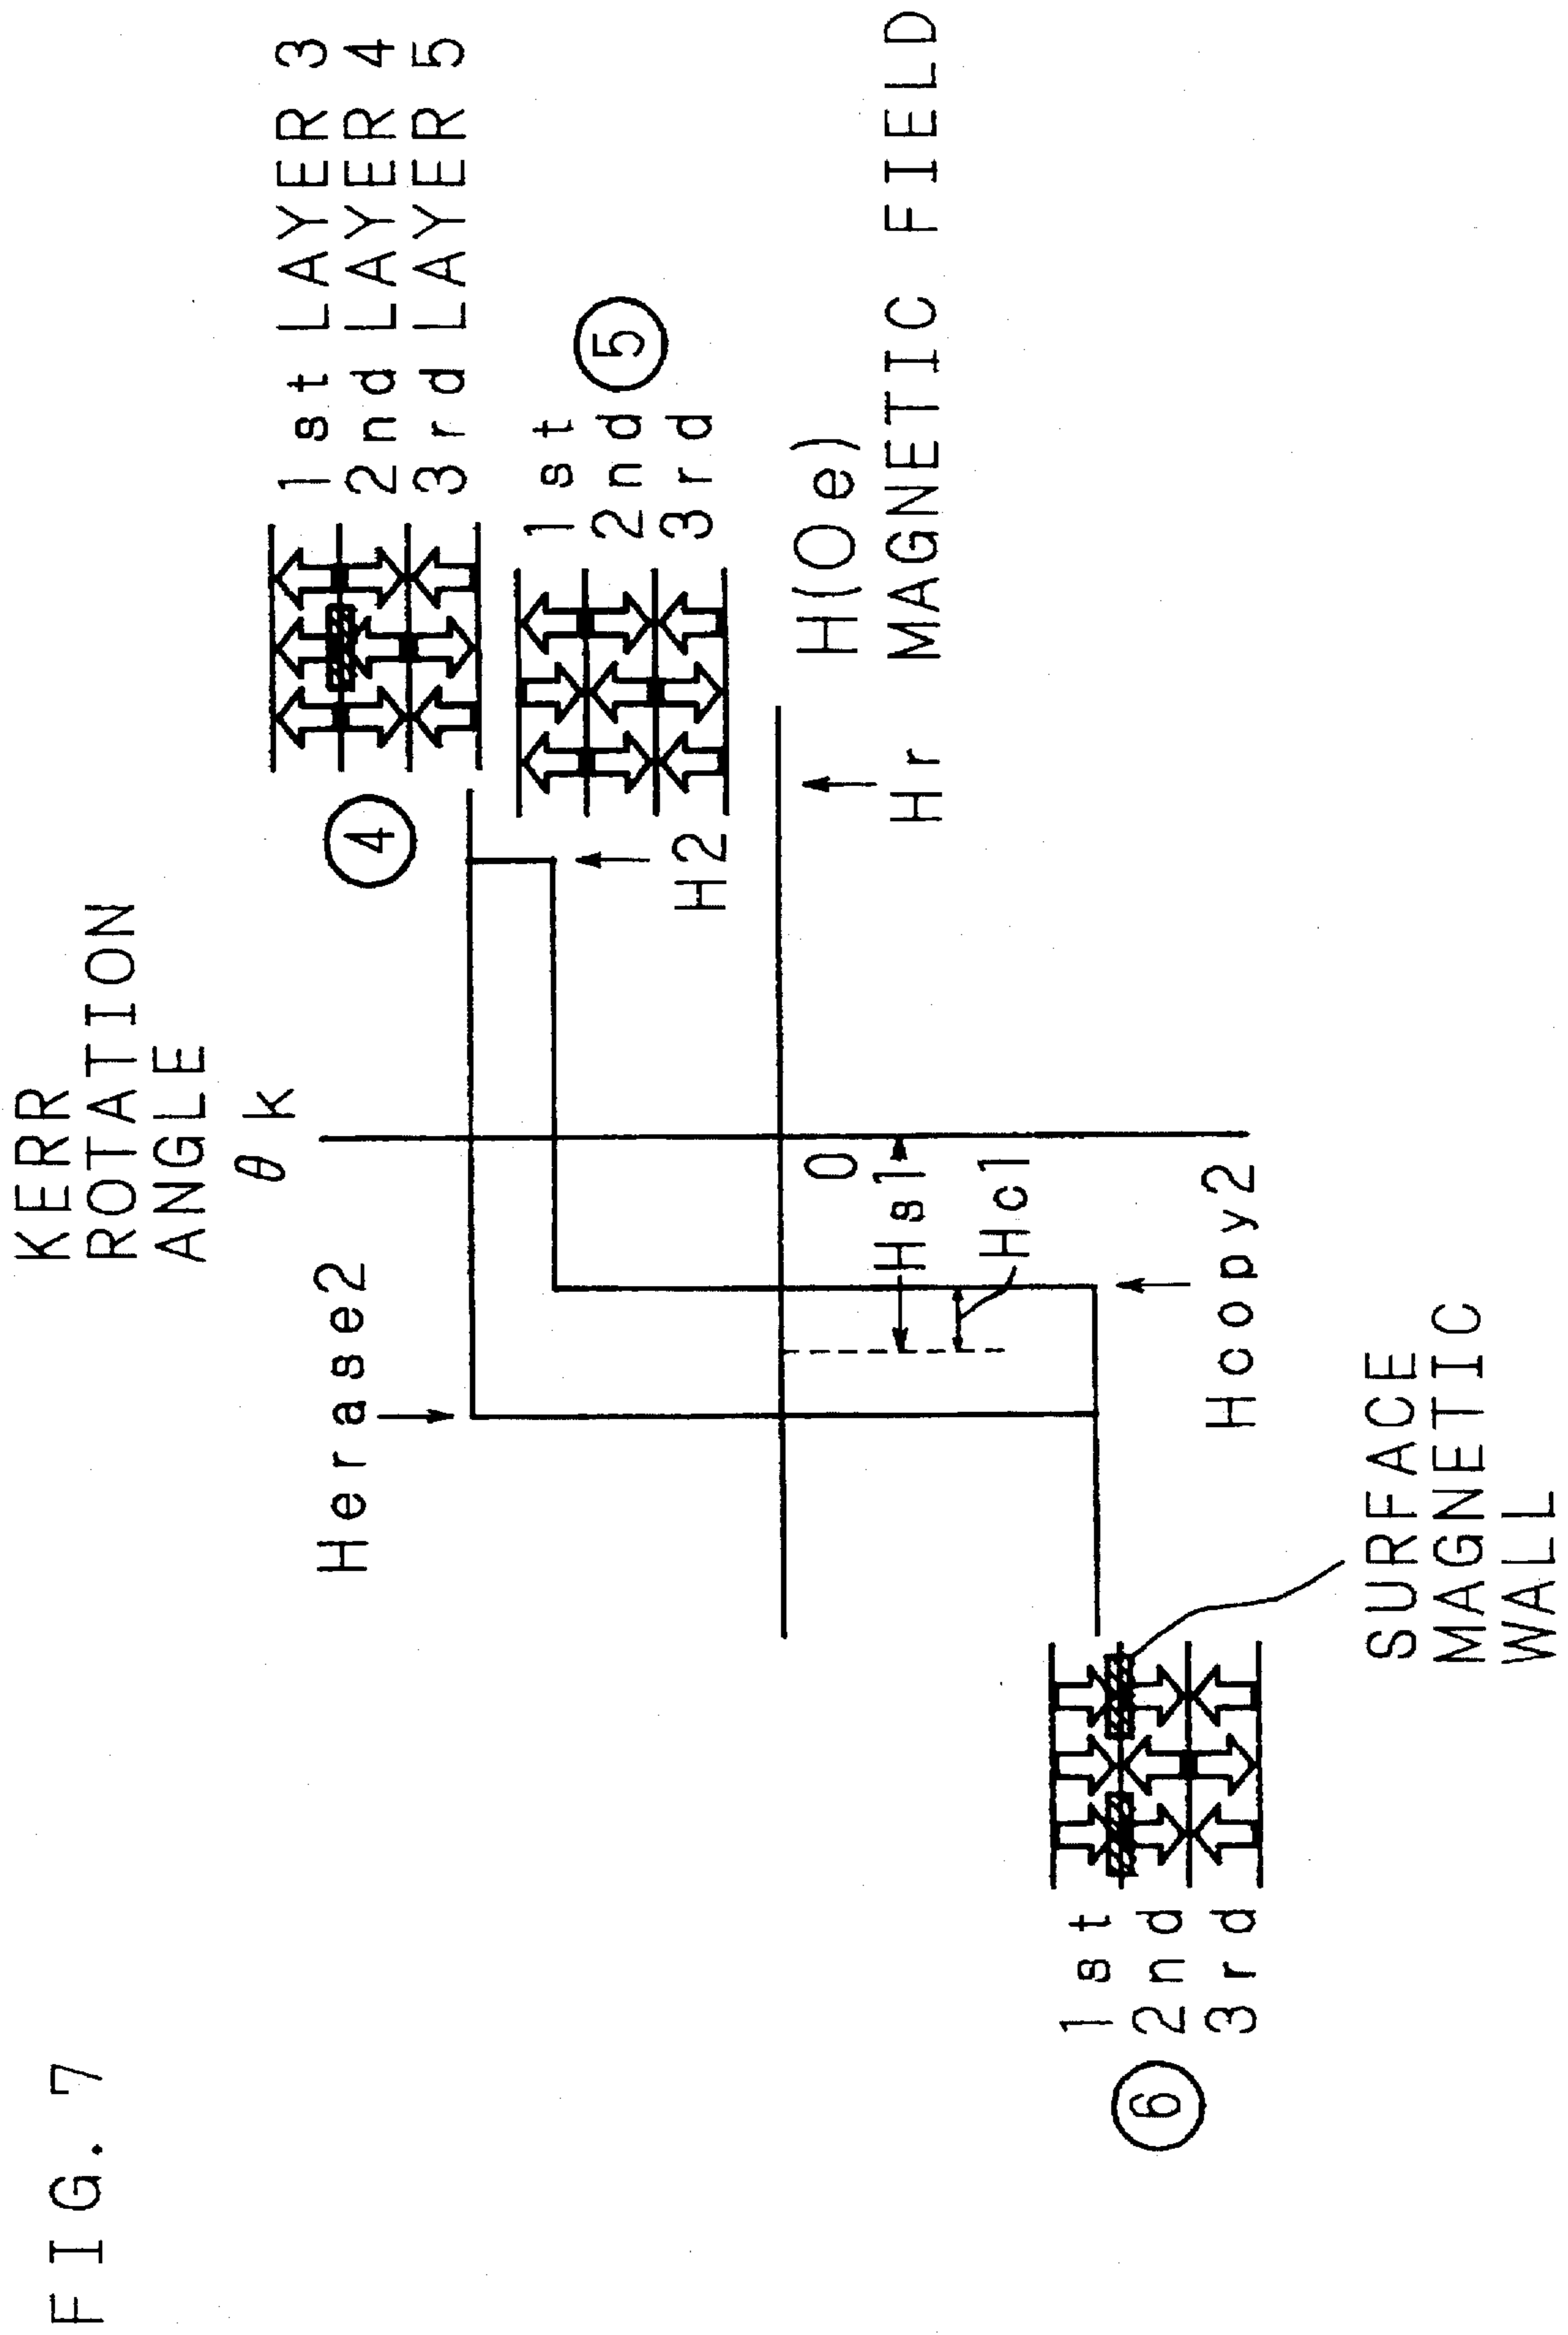 FIG. 7
KERR
ROTATION
ANGLE
θk
Herase2
④
1st LAYER 3
2nd LAYER 4
3rd LAYER 5
⑤
1st
2nd
3rd
H2
H(Oe)
MAGNETIC FIELD
Hr
0
Hs1
Hc1
Hcopy2
⑥
1st
2nd
3rd
SURFACE
MAGNETIC
WALL